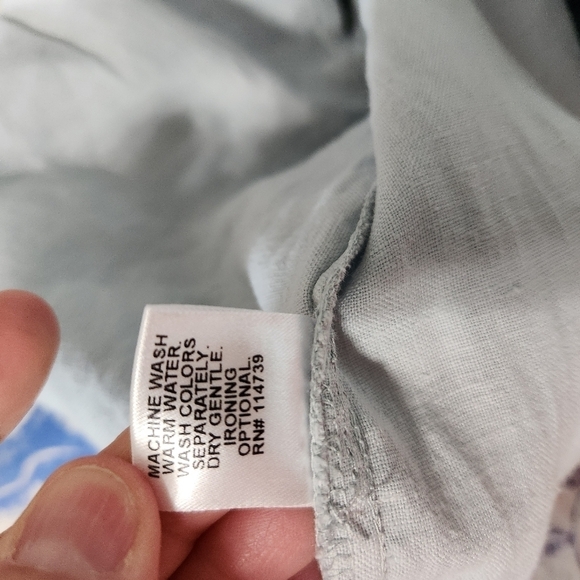 MACHINE WASH
WARM WATER.
WASH COLORS
SEPARATELY.
DRY GENTLE.
IRONING
OPTIONAL.
RN# 114739